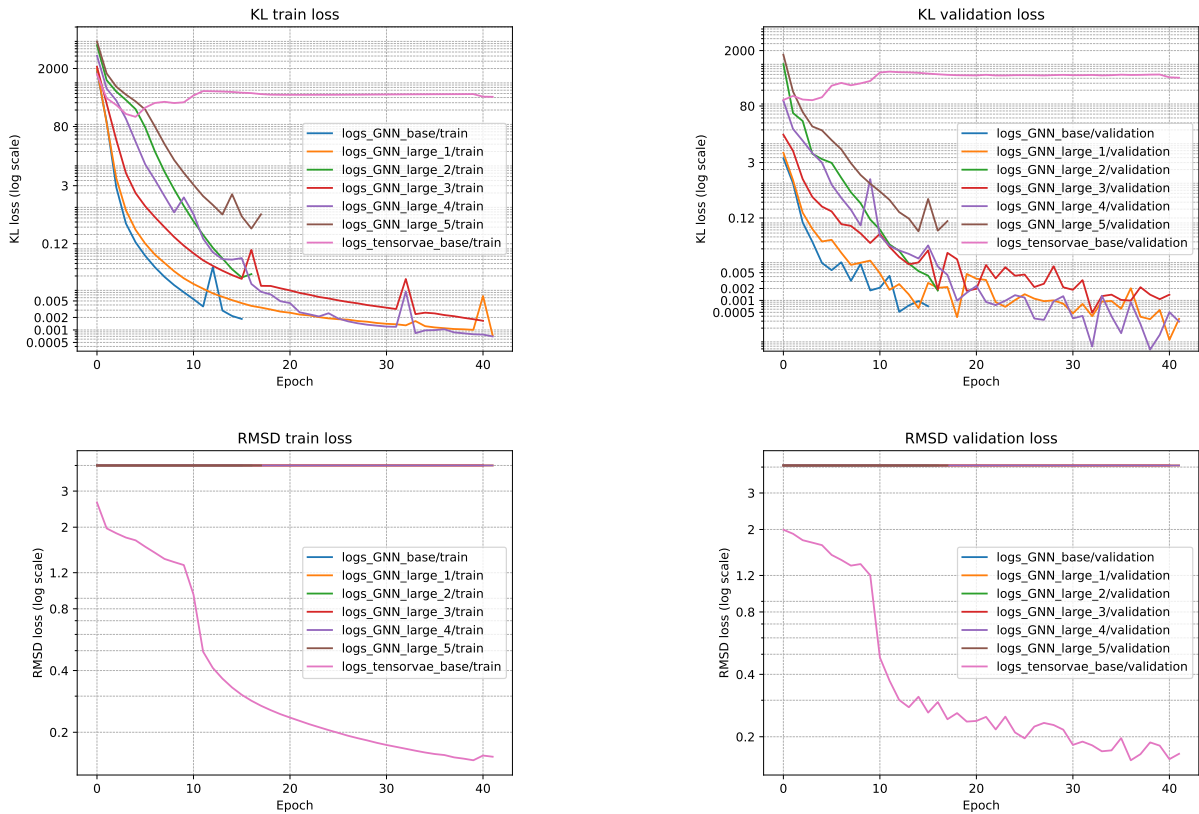 KL train loss
KL loss (log scale)
2000
80
3
0.12
0.005
0.002
0.001
0.0005
logs_GNN_base/train
logs_GNN_large_1/train
logs_GNN_large_2/train
logs_GNN_large_3/train
logs_GNN_large_4/train
logs_GNN_large_5/train
logs_tensorvae_base/train
0 10 20 30 40
Epoch
KL validation loss
KL loss (log scale)
2000
80
3
0.12
0.005
0.002
0.001
0.0005
logs_GNN_base/validation
logs_GNN_large_1/validation
logs_GNN_large_2/validation
logs_GNN_large_3/validation
logs_GNN_large_4/validation
logs_GNN_large_5/validation
logs_tensorvae_base/validation
0 10 20 30 40
Epoch
RMSD train loss
RMSD loss (log scale)
3
2
1.2
0.8
0.4
0.2
logs_GNN_base/train
logs_GNN_large_1/train
logs_GNN_large_2/train
logs_GNN_large_3/train
logs_GNN_large_4/train
logs_GNN_large_5/train
logs_tensorvae_base/train
0 10 20 30 40
Epoch
RMSD validation loss
RMSD loss (log scale)
3
2
1.2
0.8
0.4
0.2
logs_GNN_base/validation
logs_GNN_large_1/validation
logs_GNN_large_2/validation
logs_GNN_large_3/validation
logs_GNN_large_4/validation
logs_GNN_large_5/validation
logs_tensorvae_base/validation
0 10 20 30 40
Epoch